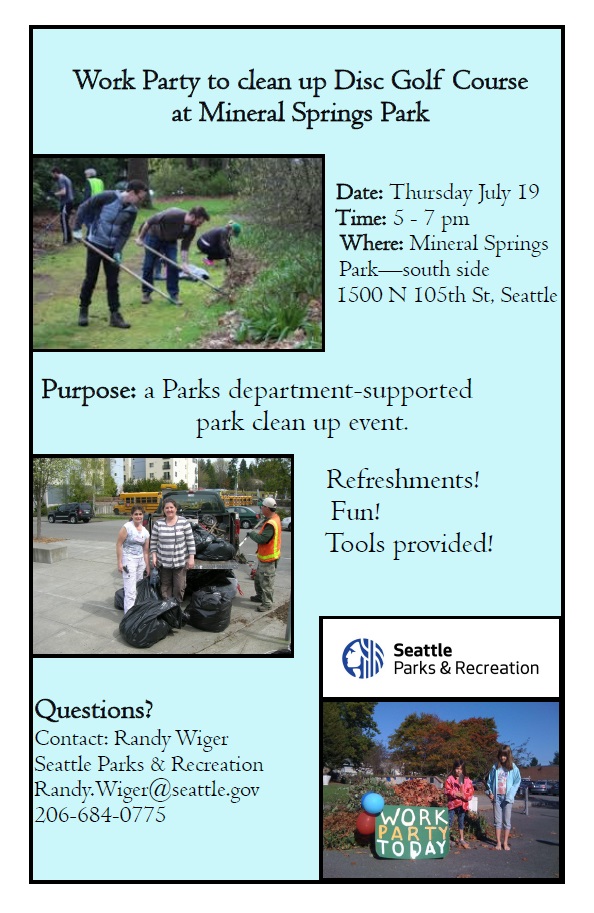 Work Party to clean up Disc Golf Course
at Mineral Springs Park
Date: Thursday July 19
Time: 5 - 7 pm
Where: Mineral Springs
Park—south side
1500 N 105th St, Seattle
Purpose: a Parks department-supported
park clean up event.
Refreshments!
Fun!
Tools provided!
Seattle
Parks & Recreation
Questions?
Contact: Randy Wiger
Seattle Parks & Recreation
Randy.Wiger@seattle.gov
206-684-0775
WORK
PARTY
TODAY